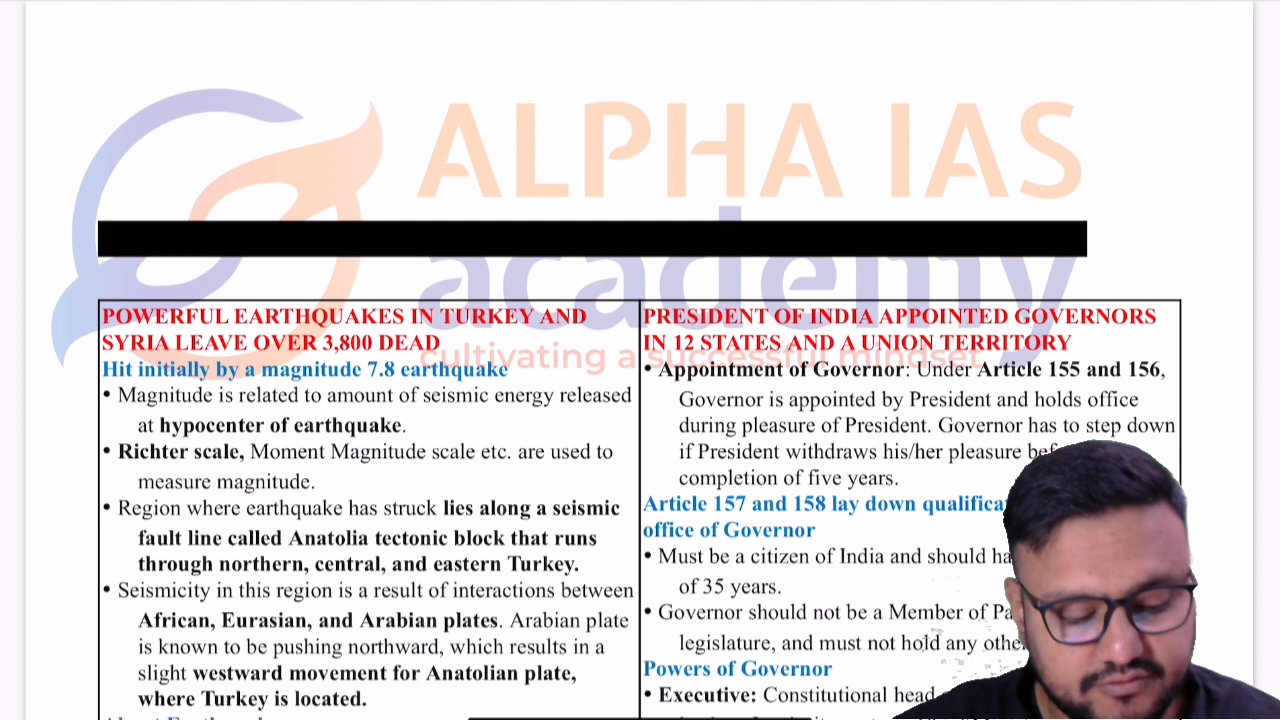 ALPHA IAS
academy
cultivating a successful mindset
POWERFUL EARTHQUAKES IN TURKEY AND
SYRIA LEAVE OVER 3,800 DEAD
Hit initially by a magnitude 7.8 earthquake
• Magnitude is related to amount of seismic energy released
at hypocenter of earthquake.
• Richter scale, Moment Magnitude scale etc. are used to
measure magnitude.
• Region where earthquake has struck lies along a seismic
fault line called Anatolia tectonic block that runs
through northern, central, and eastern Turkey.
• Seismicity in this region is a result of interactions between
African, Eurasian, and Arabian plates. Arabian plate
is known to be pushing northward, which results in a
slight westward movement for Anatolian plate,
where Turkey is located.
PRESIDENT OF INDIA APPOINTED GOVERNORS
IN 12 STATES AND A UNION TERRITORY
• Appointment of Governor: Under Article 155 and 156,
Governor is appointed by President and holds office
during pleasure of President. Governor has to step down
if President withdraws his/her pleasure
completion of five years.
Article 157 and 158 lay down
office of Governor
• Must be a citizen of India and should
of 35 years.
• Governor should not be a Member of
legislature, and must not hold any
Powers of Governor
• Executive: Constitutional head